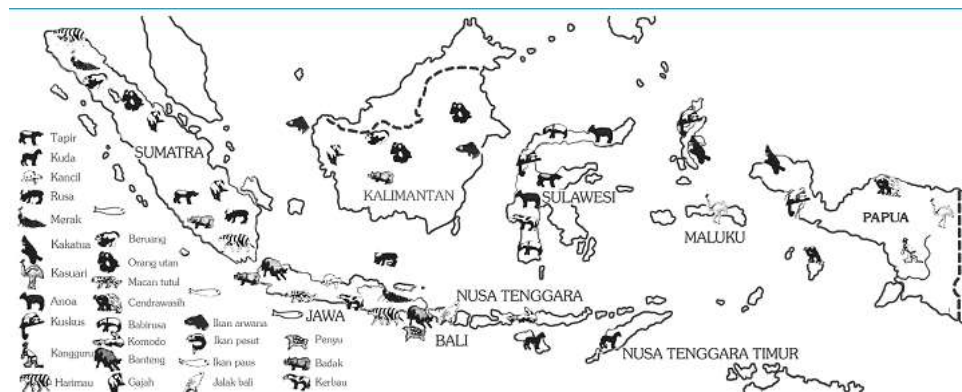 SUMATRA
KALIMANTAN
SULAWESI
MALUKU
PAPUA
JAWA
BALI
NUSA TENGGARA
NUSA TENGGARA TIMUR
Tapir
Kuda
Kancil
Rusa
Merak
Kakatua
Kasuari
Anoa
Kuskus
Kangguru
Harimau
Beruang
Orang utan
Macan tutul
Cendrawasih
Babirusa
Komodo
Banteng
Gajah
Ikan arwana
Ikan pesut
Ikan paus
Jalak bali
Penyu
Badak
Kerbau